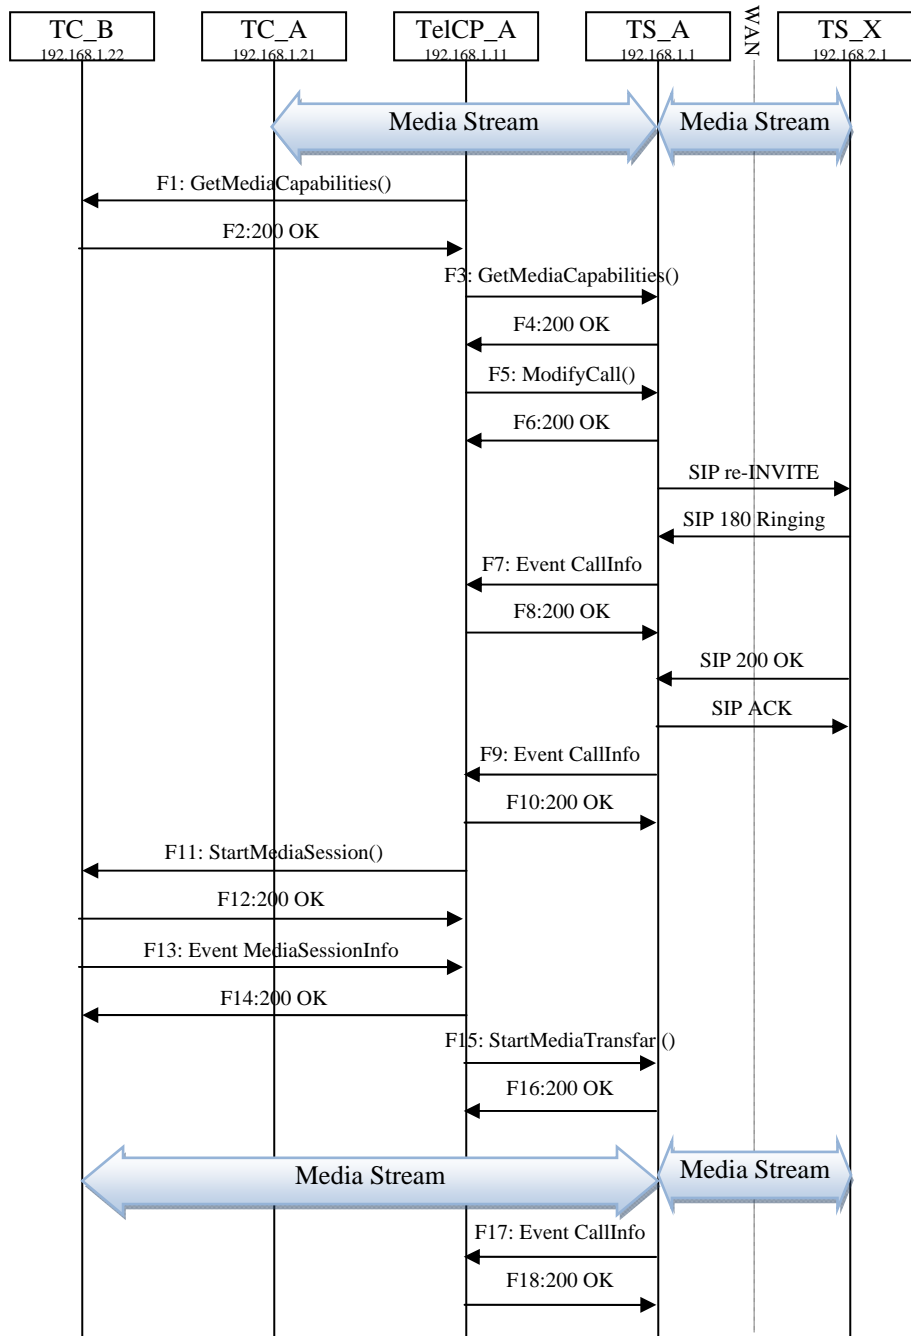 TC_B
192.168.1.22
TC_A
192.168.1.21
TelCP_A
192.168.1.11
TS_A
192.168.1.1
WAN
TS_X
192.168.2.1
Media Stream
Media Stream
F1: GetMediaCapabilities()
F2:200 OK
F3: GetMediaCapabilities()
F4:200 OK
F5: ModifyCall()
F6:200 OK
SIP re-INVITE
SIP 180 Ringing
F7: Event CallInfo
F8:200 OK
SIP 200 OK
SIP ACK
F9: Event CallInfo
F10:200 OK
F11: StartMediaSession()
F12:200 OK
F13: Event MediaSessionInfo
F14:200 OK
F15: StartMediaTransfar ()
F16:200 OK
Media Stream
Media Stream
F17: Event CallInfo
F18:200 OK